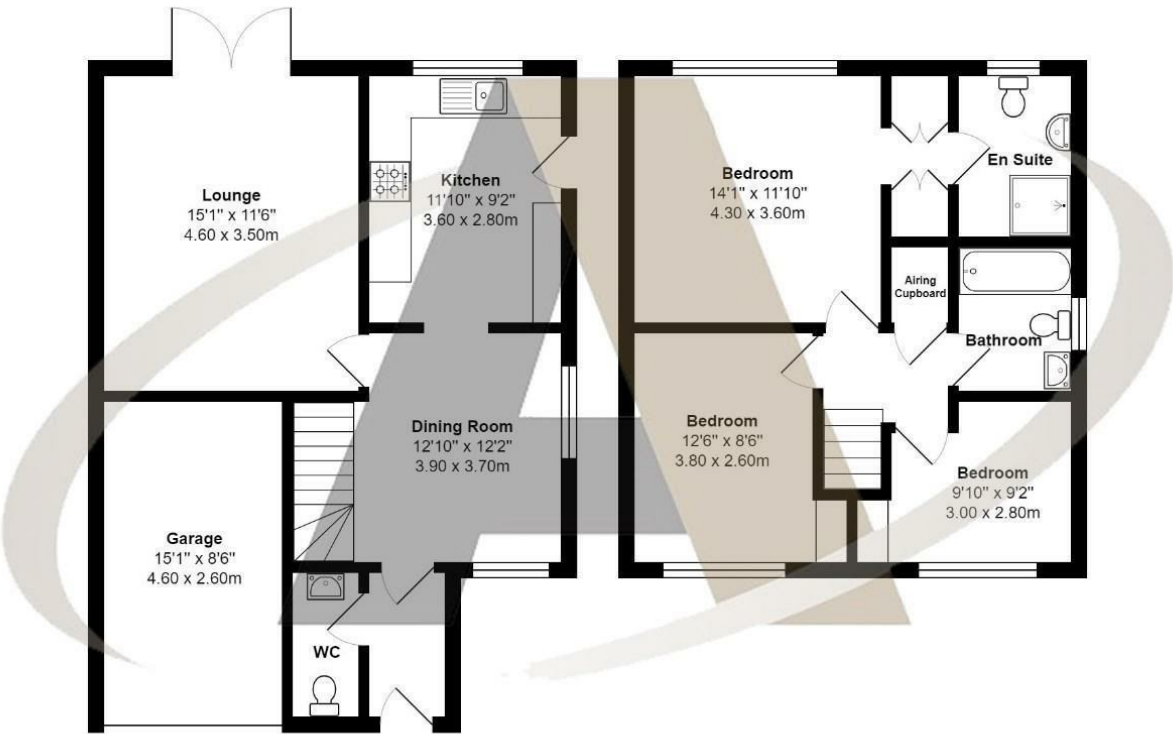 Lounge
15'1" x 11'6"
4.60 x 3.50m
Kitchen
11'10" x 9'2"
3.60 x 2.80m
Dining Room
12'10" x 12'2"
3.90 x 3.70m
Garage
15'1" x 8'6"
4.60 x 2.60m
WC
Bedroom
14'1" x 11'10"
4.30 x 3.60m
En Suite
Airing
Cupboard
Bathroom
Bedroom
12'6" x 8'6"
3.80 x 2.60m
Bedroom
9'10" x 9'2"
3.00 x 2.80m